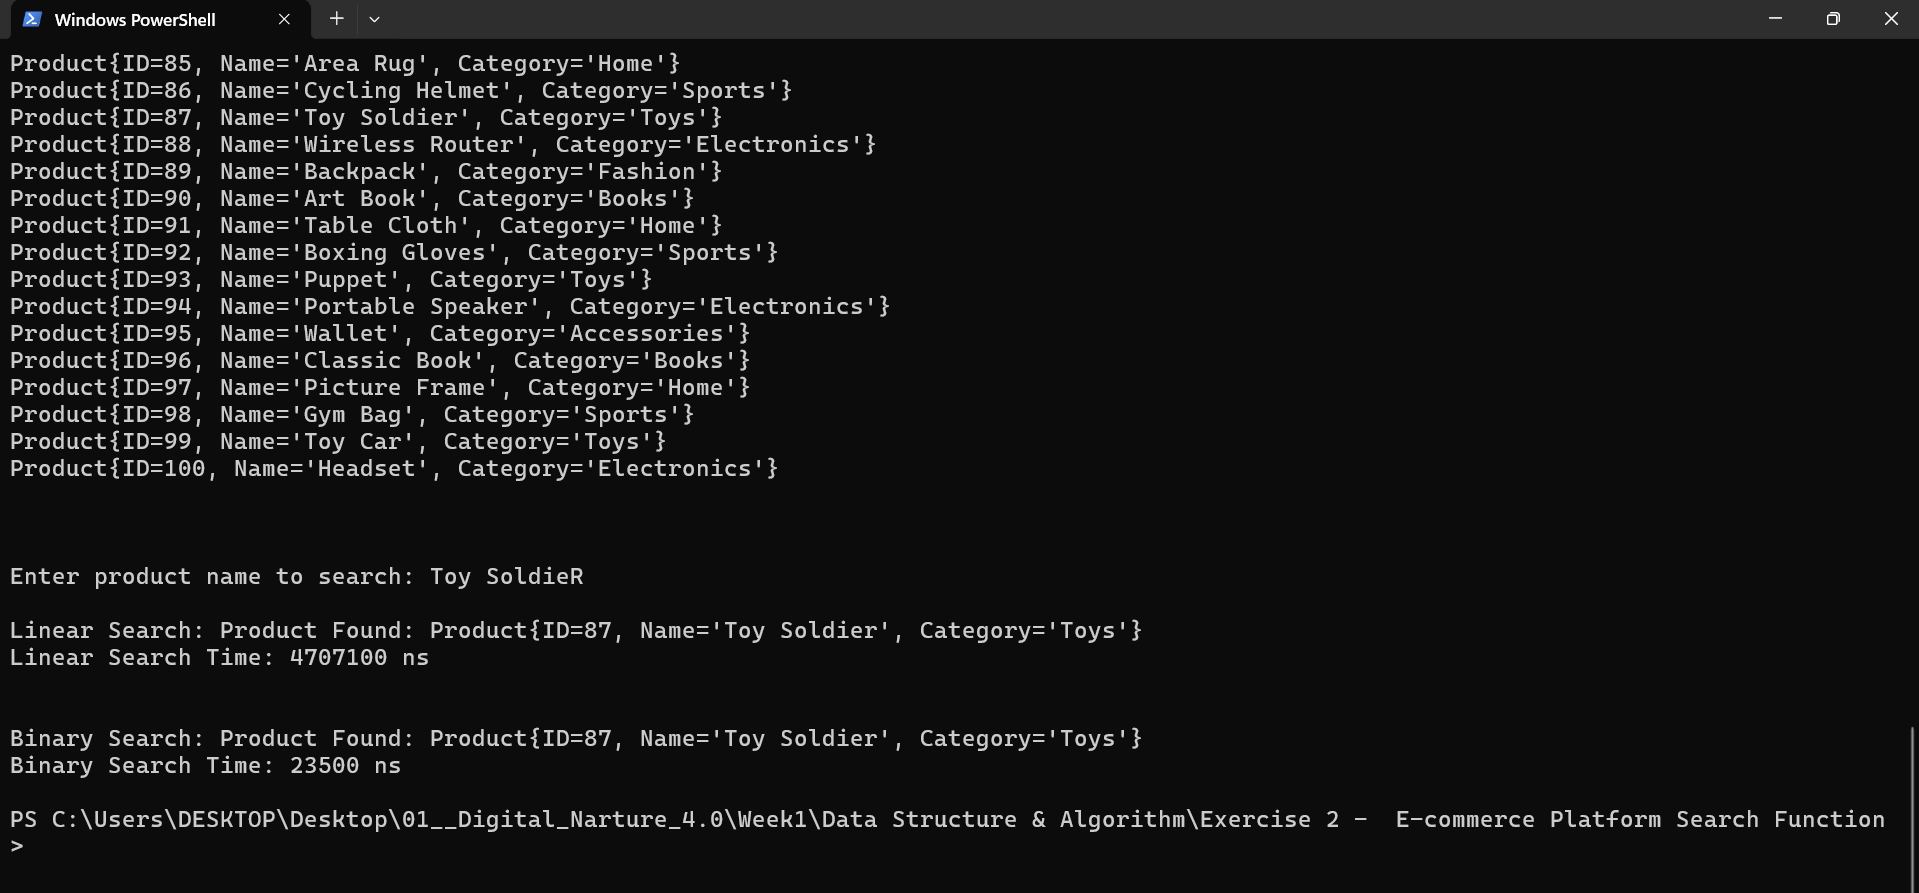 Windows PowerShell
Product{ID=85, Name='Area Rug', Category='Home'}
Product{ID=86, Name='Cycling Helmet', Category='Sports'}
Product{ID=87, Name='Toy Soldier', Category='Toys'}
Product{ID=88, Name='Wireless Router', Category='Electronics'}
Product{ID=89, Name='Backpack', Category='Fashion'}
Product{ID=90, Name='Art Book', Category='Books'}
Product{ID=91, Name='Table Cloth', Category='Home'}
Product{ID=92, Name='Boxing Gloves', Category='Sports'}
Product{ID=93, Name='Puppet', Category='Toys'}
Product{ID=94, Name='Portable Speaker', Category='Electronics'}
Product{ID=95, Name='Wallet', Category='Accessories'}
Product{ID=96, Name='Classic Book', Category='Books'}
Product{ID=97, Name='Picture Frame', Category='Home'}
Product{ID=98, Name='Gym Bag', Category='Sports'}
Product{ID=99, Name='Toy Car', Category='Toys'}
Product{ID=100, Name='Headset', Category='Electronics'}
Enter product name to search: Toy SoldieR
Linear Search: Product Found: Product{ID=87, Name='Toy Soldier', Category='Toys'}
Linear Search Time: 4707100 ns
Binary Search: Product Found: Product{ID=87, Name='Toy Soldier', Category='Toys'}
Binary Search Time: 23500 ns
PS C:\Users\DESKTOP\Desktop\01__Digital_Narture_4.0\Week1\Data Structure & Algorithm\Exercise 2 -  E-commerce Platform Search Function
>